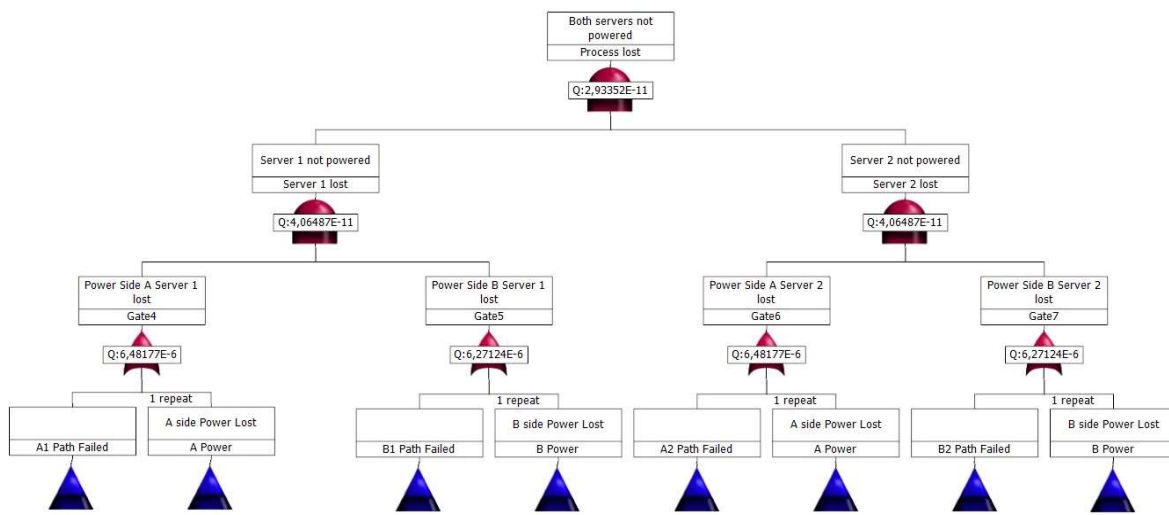 Both servers not
powered
Process lost
Q:2,93352E-11
Server 1 not powered
Server 1 lost
Q:4,06487E-11
Server 2 not powered
Server 2 lost
Q:4,06487E-11
Power Side A Server 1
lost
Gate4
Q:6,48177E-6
Power Side B Server 1
lost
Gate5
Q:6,27124E-6
Power Side A Server 2
lost
Gate6
Q:6,48177E-6
Power Side B Server 2
lost
Gate7
Q:6,27124E-6
A1 Path Failed
1 repeat
A side Power Lost
A Power
B1 Path Failed
1 repeat
B side Power Lost
B Power
A2 Path Failed
1 repeat
A side Power Lost
A Power
B2 Path Failed
1 repeat
B side Power Lost
B Power